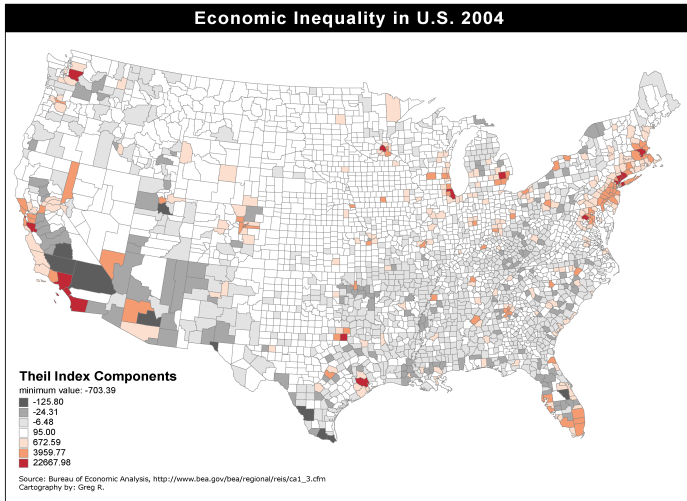 Economic Inequality in U.S. 2004
Theil Index Components
minimum value: -703.39
-125.80
-24.31
-6.48
95.00
672.59
3959.77
22667.98
Source: Bureau of Economic Analysis, http://www.bea.gov/bea/regional/reis/ca1_3.cfm
Cartography by: Greg R.